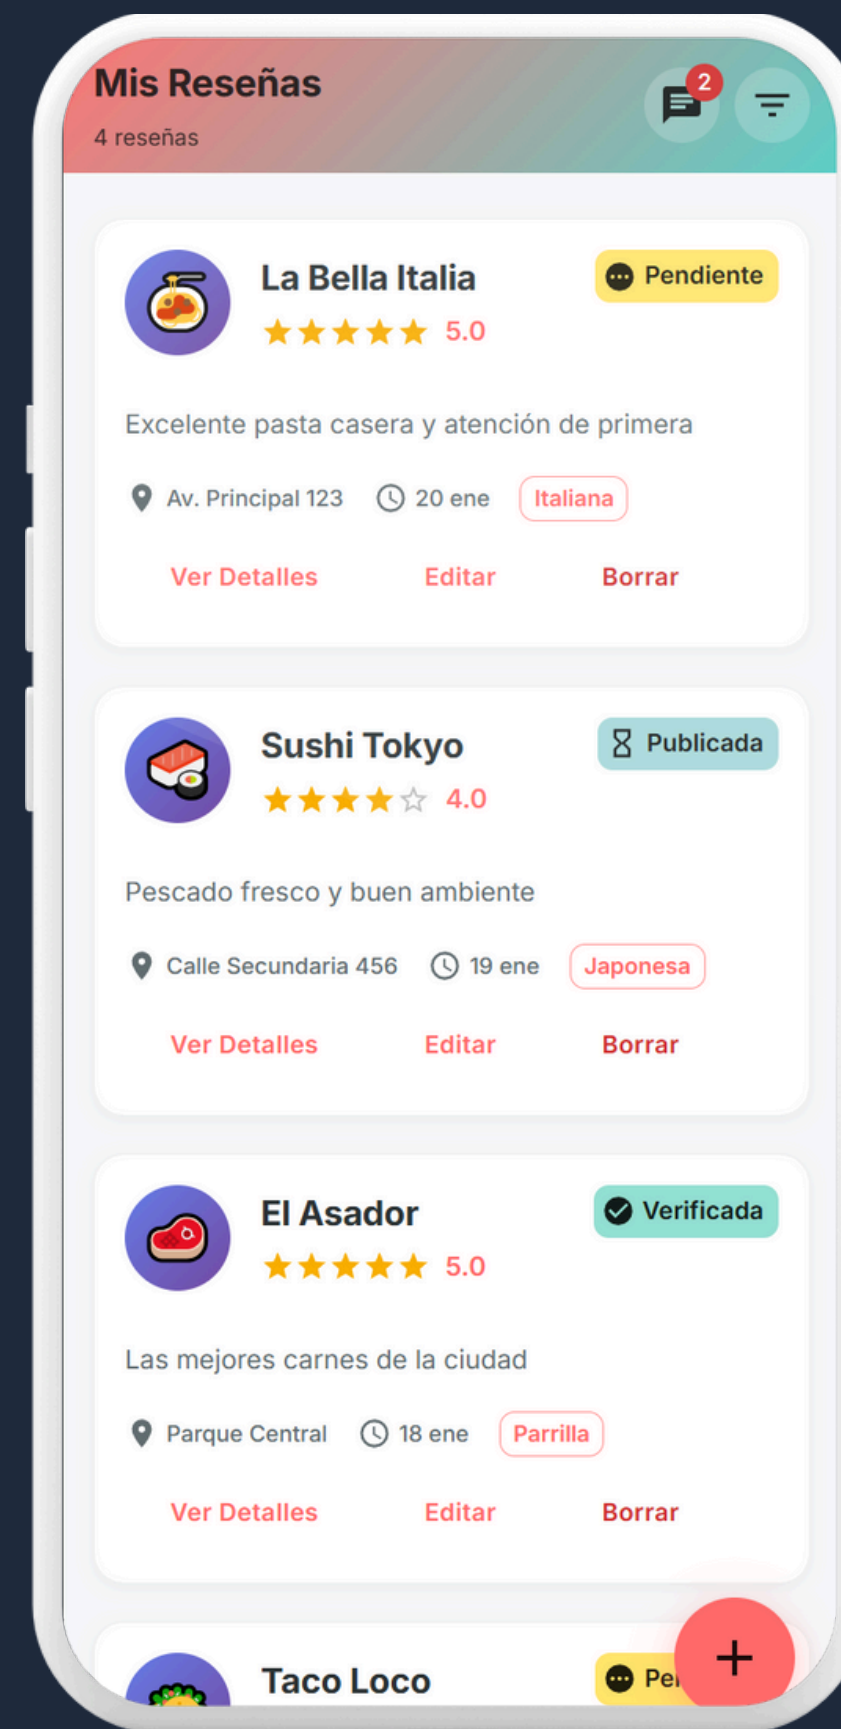 Mis Reseñas
2
4 reseñas
La Bella Italia
Pendiente
5.0
Excelente pasta casera y atención de primera
Av. Principal 123 20 ene Italiana
Ver Detalles Editar Borrar
Sushi Tokyo
Publicada
4.0
Pescado fresco y buen ambiente
Calle Secundaria 456 19 ene Japonesa
Ver Detalles Editar Borrar
El Asador
Verificada
5.0
Las mejores carnes de la ciudad
Parque Central 18 ene Parrilla
Ver Detalles Editar Borrar
Taco Loco